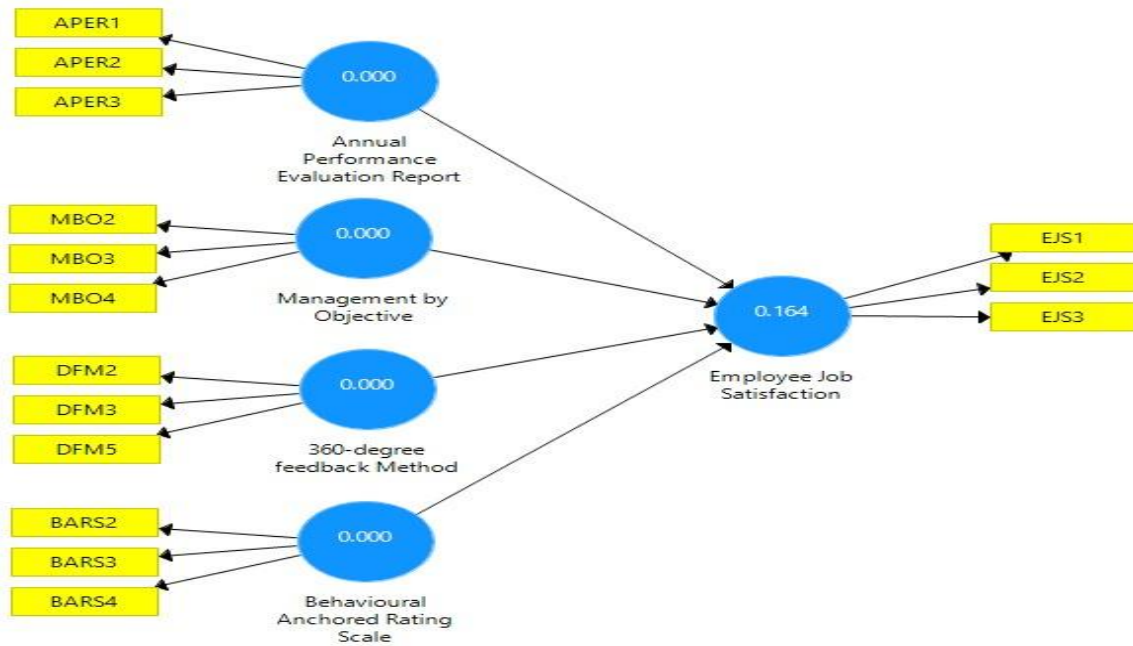 APER1
APER2
APER3
0.000
Annual
Performance
Evaluation Report
MBO2
MBO3
MBO4
0.000
Management by
Objective
DFM2
DFM3
DFM5
0.000
360-degree
feedback Method
BARS2
BARS3
BARS4
0.000
Behavioural
Anchored Rating
Scale
0.164
Employee Job
Satisfaction
EJS1
EJS2
EJS3